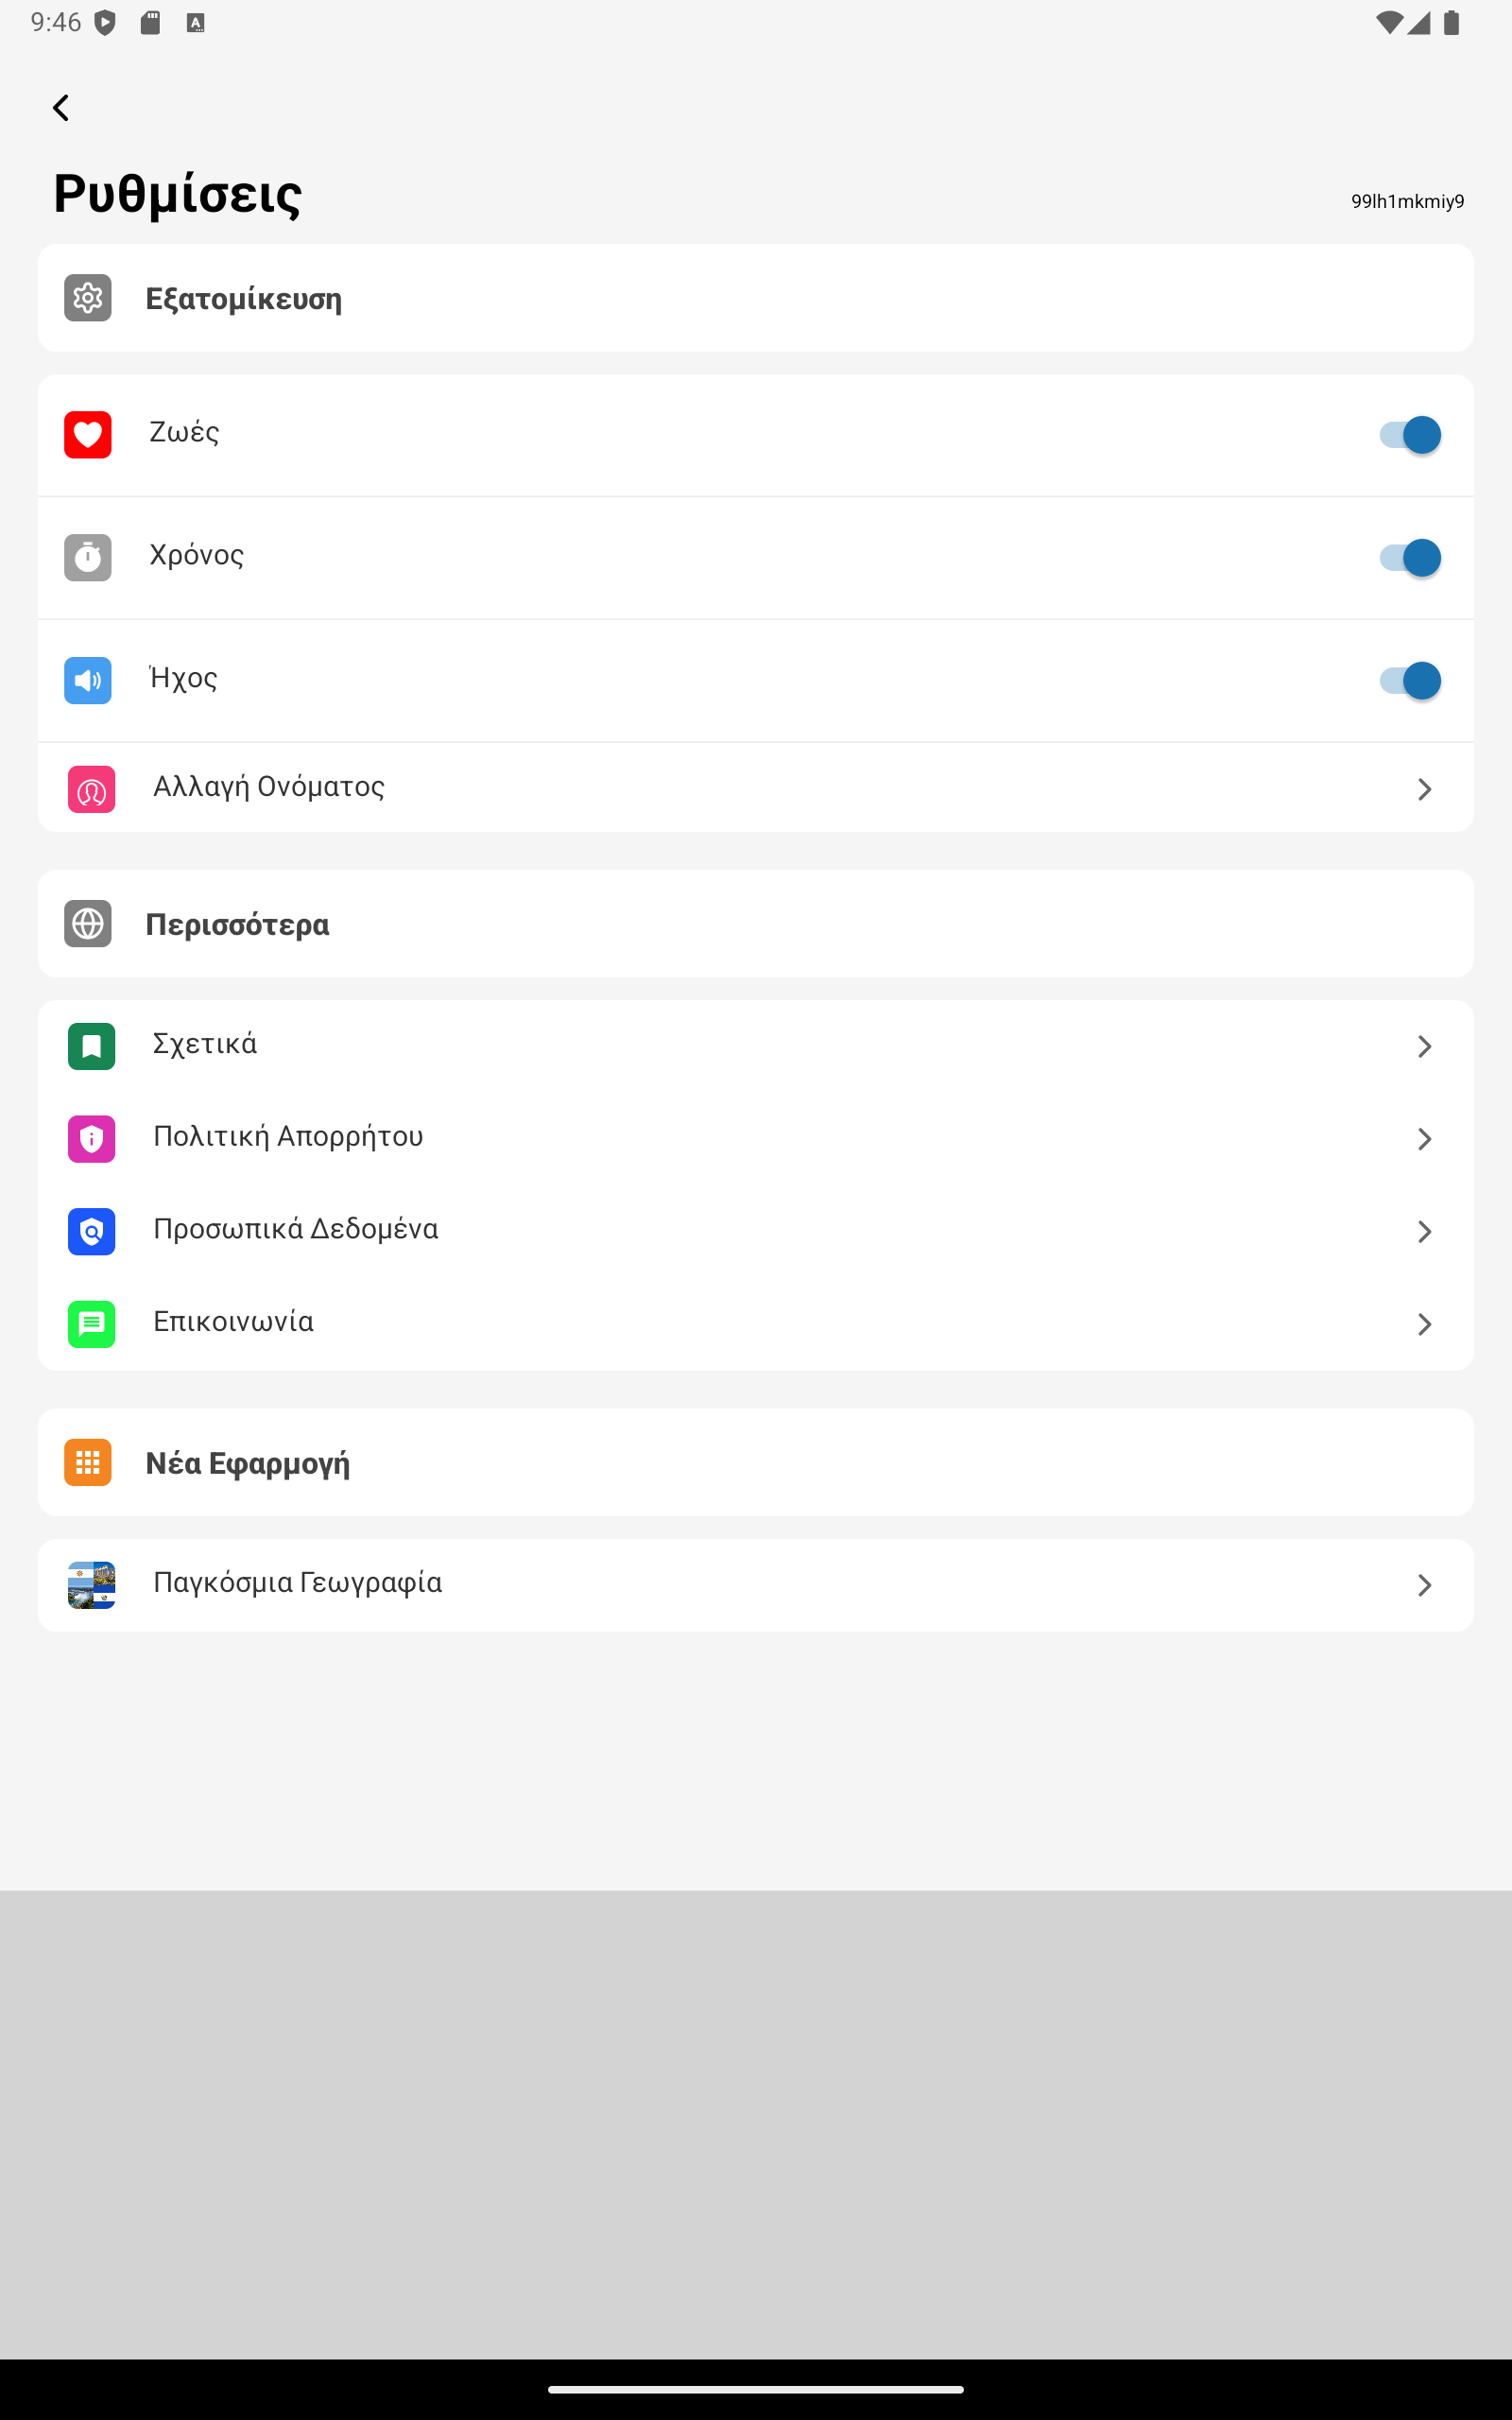 9:46
Ρυθμίσεις
99lh1mkmiy9
Εξατομίκευση
Ζωές
Χρόνος
Ήχος
Αλλαγή Ονόματος
Περισσότερα
Σχετικά
Πολιτική Απορρήτου
Προσωπικά Δεδομένα
Επικοινωνία
Νέα Εφαρμογή
Παγκόσμια Γεωγραφία